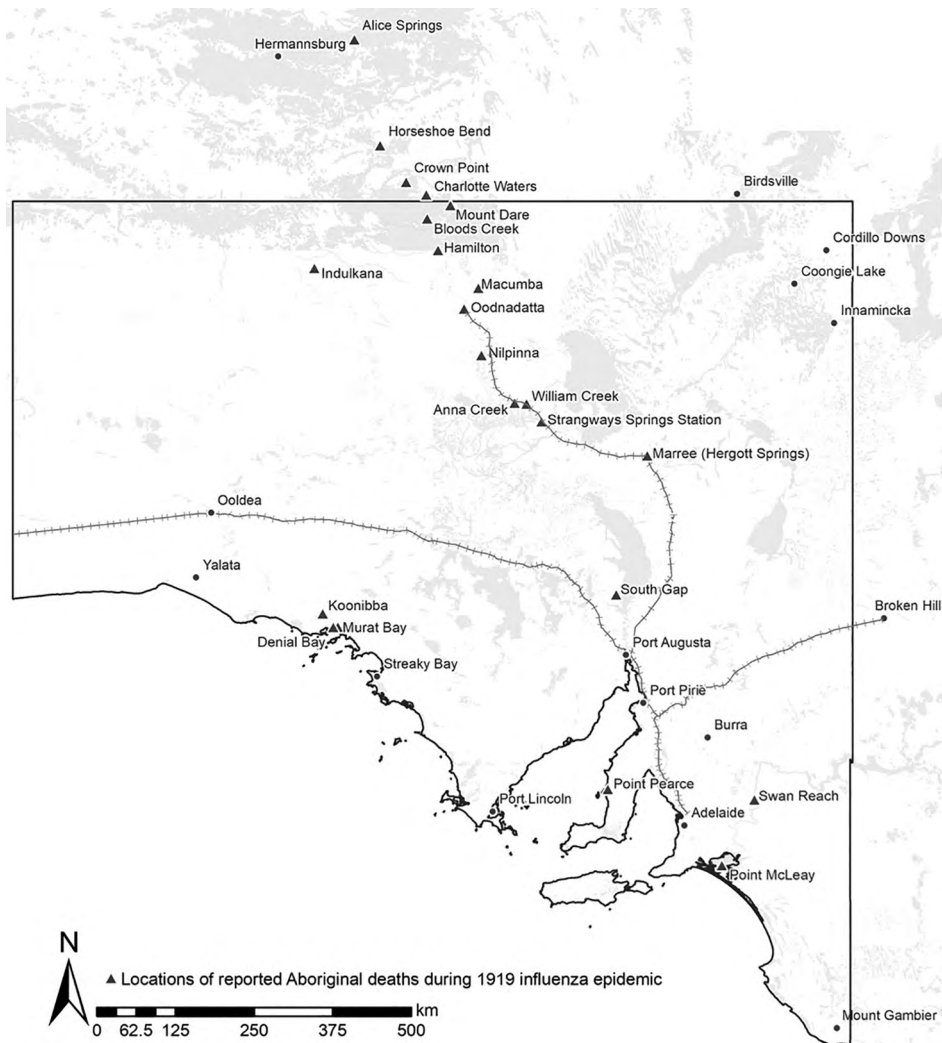 Alice Springs
Hermannsburg
Horseshoe Bend
Crown Point
Charlotte Waters
Birdsville
Mount Dare
Bloods Creek
Cordillo Downs
Hamilton
Indulkana
Coongie Lake
Macumba
Oodnadatta
Innamincka
Nilpinna
William Creek
Anna Creek
Strangways Springs Station
Marree (Hergott Springs)
Ooldea
Yalata
South Gap
Koonibba
Broken Hill
Murat Bay
Denial Bay
Port Augusta
Streaky Bay
Port Pirie
Burra
Point Pearce
Swan Reach
Port Lincoln
Adelaide
Point McLeay
N
Locations of reported Aboriginal deaths during 1919 influenza epidemic
km
0 62.5 125 250 375 500
Mount Gambier